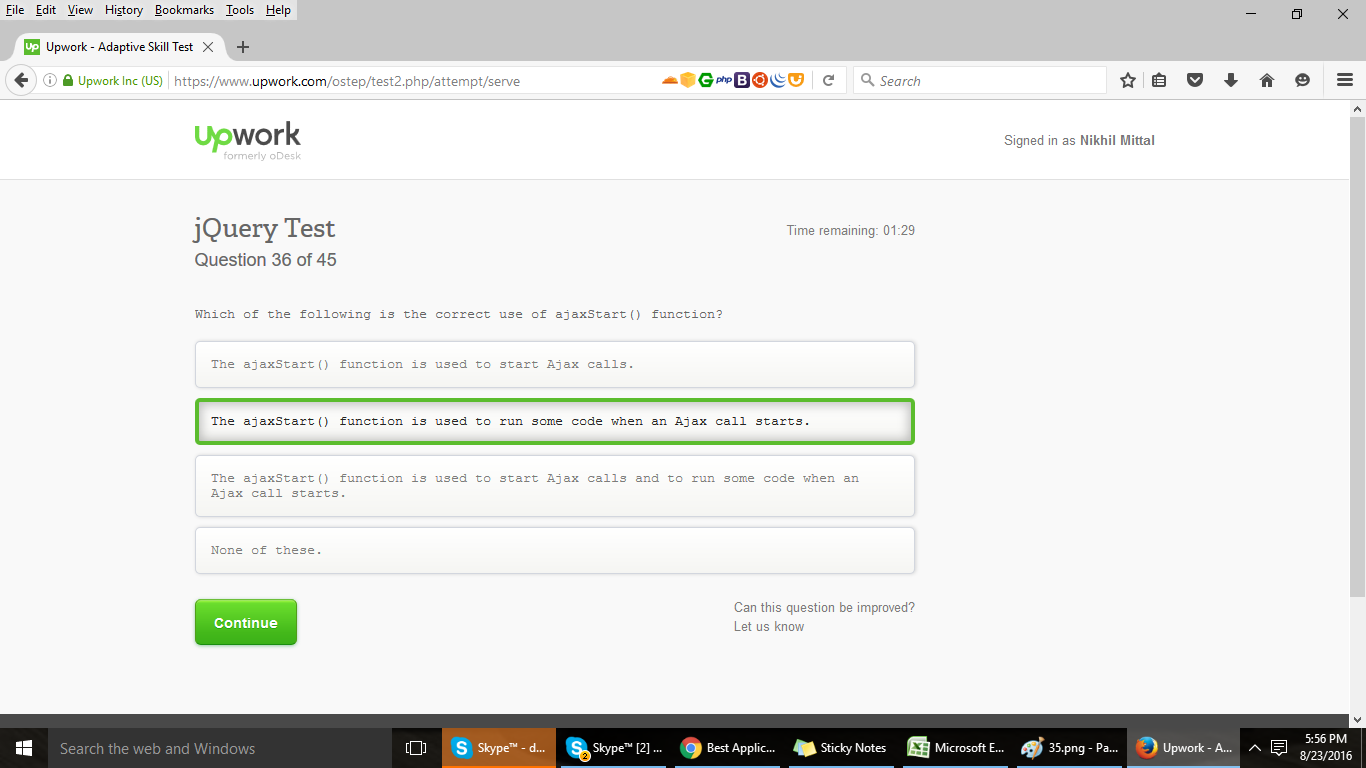 File Edit View History Bookmarks Tools Help
Up Upwork - Adaptive Skill Test
Upwork Inc (US) https://www.upwork.com/ostep/test2.php/attempt/serve php B Search
upwork
formerly oDesk
Signed in as Nikhil Mittal
jQuery Test
Time remaining: 01:29
Question 36 of 45
Which of the following is the correct use of ajaxStart() function?
The ajaxStart() function is used to start Ajax calls.
The ajaxStart() function is used to run some code when an Ajax call starts.
The ajaxStart() function is used to start Ajax calls and to run some code when an
Ajax call starts.
None of these.
Continue
Can this question be improved?
Let us know
Search the web and Windows
Skype™ - d...
2
Skype™ [2] ...
Best Applic...
Sticky Notes
Microsoft E...
35.png - Pa...
Upwork - A...
5:56 PM
8/23/2016